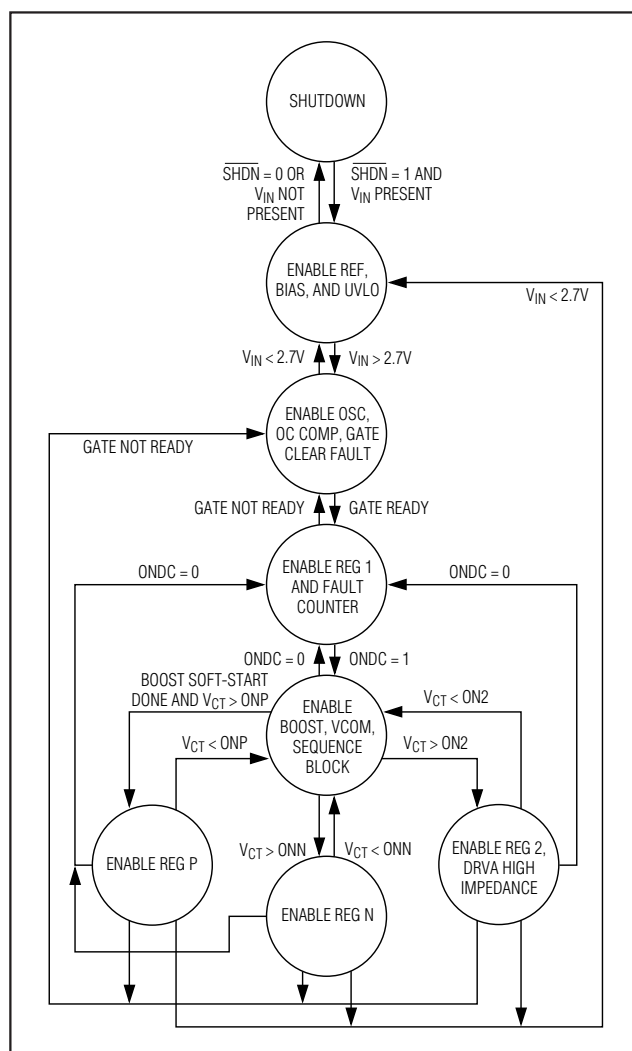 SHUTDOWN
S̅H̅D̅N̅ = 0 OR
V_IN NOT
PRESENT
S̅H̅D̅N̅ = 1 AND
V_IN PRESENT
ENABLE REF,
BIAS, AND UVLO
V_IN < 2.7V
V_IN < 2.7V
V_IN > 2.7V
ENABLE OSC,
OC COMP, GATE
CLEAR FAULT
GATE NOT READY
GATE NOT READY
GATE READY
ENABLE REG 1
AND FAULT
COUNTER
ONDC = 0
ONDC = 0
ONDC = 0
ONDC = 1
BOOST SOFT-START
DONE AND V_CT > ONP
ENABLE
BOOST, VCOM,
SEQUENCE
BLOCK
V_CT < ON2
V_CT < ONP
V_CT > ON2
V_CT > ONN
V_CT < ONN
ENABLE REG P
ENABLE REG 2,
DRVA HIGH
IMPEDANCE
ENABLE REG N